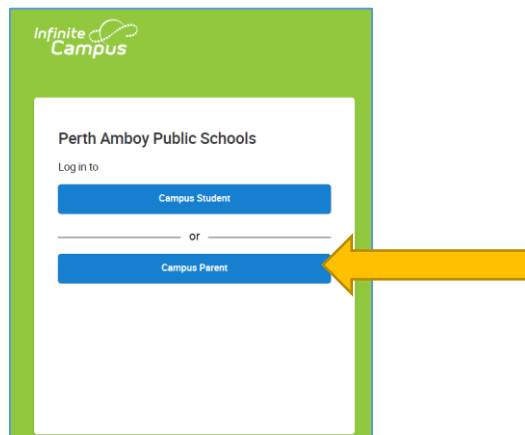 Infinite
Campus
Perth Amboy Public Schools
Log in to
Campus Student
or
Campus Parent